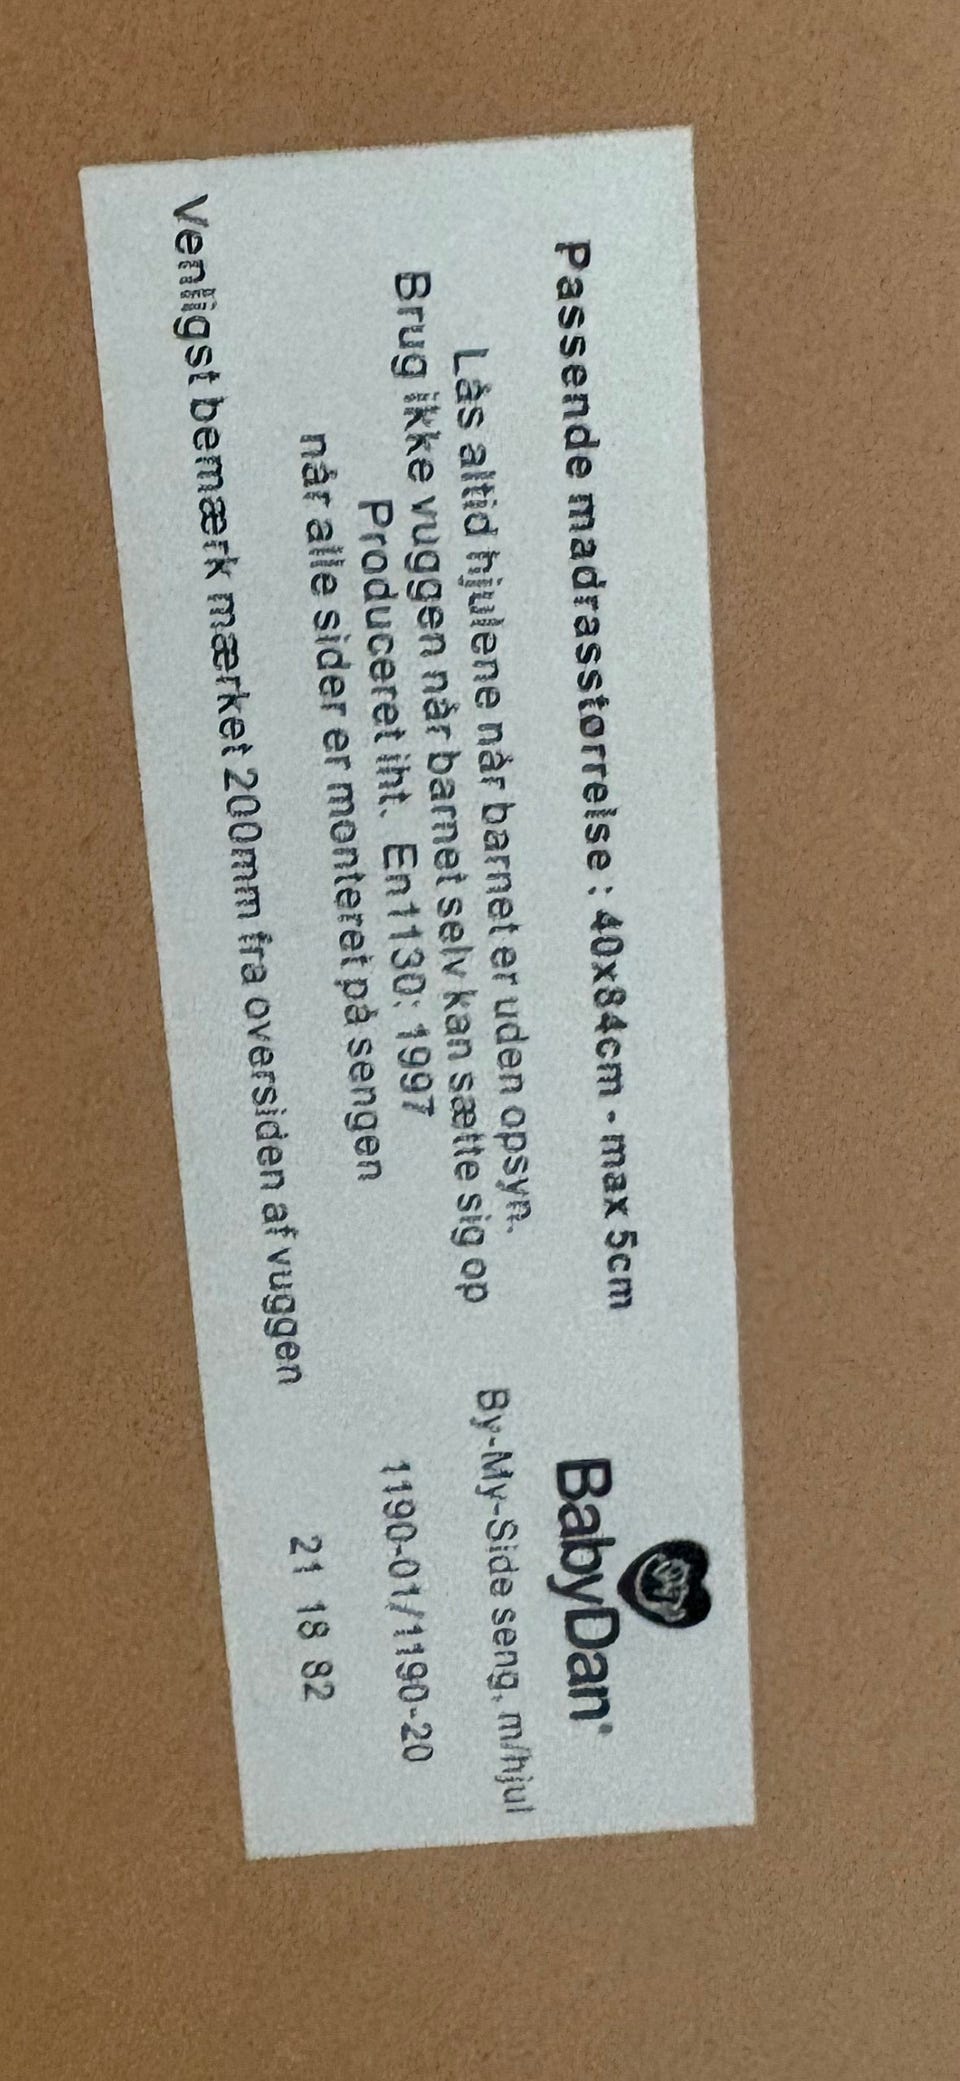 Passende madrasstørrelse : 40x84cm - max 5cm
Lås altid hjulene når barnet er uden opsyn.
Brug ikke vuggen når barnet selv kan sætte sig op
Produceret iht. En1130: 1997
når alle sider er monteret på sengen
Venligst bemærk mærket 200mm fra oversiden af vuggen
BabyDan®
By-My-Side seng, m/hjul
1190-01/1190-20
21 18 82